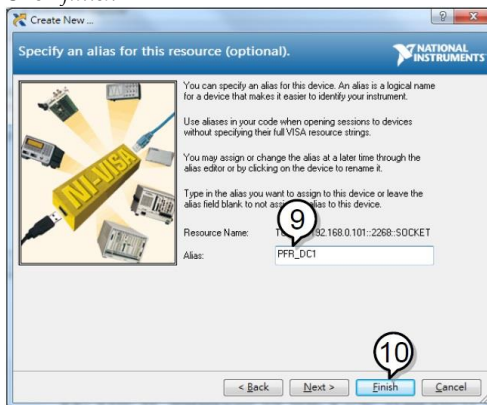 Create New ...
Specify an alias for this resource (optional).
NATIONAL
INSTRUMENTS
You can specify an alias for this device. An alias is a logical name
for a device that makes it easier to identify your instrument.
Use aliases in your code when opening sessions to devices
without specifying their full VISA resource strings.
You may assign or change the alias at a later time through the
alias editor or by clicking on the device to rename it.
Type in the alias you want to assign to this device or leave the
alias field blank to not alias to this device.
9
Resource Name: 92.168.0.101::2268::SOCKET
Alias: PFR_DC1
NI-VISA
10
< Back Next > Finish Cancel